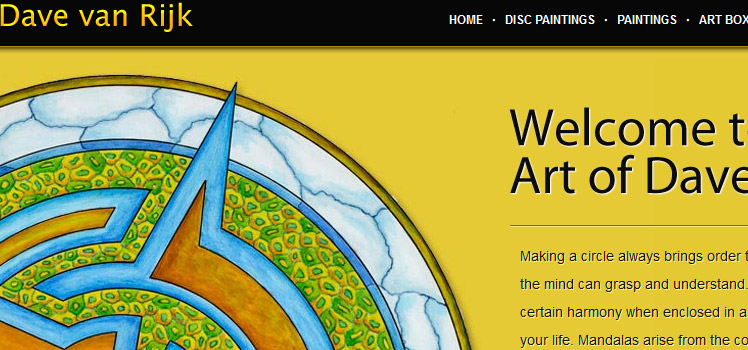 Dave van Rijk
HOME · DISC PAINTINGS · PAINTINGS · ART BOX
Welcome t
Art of Dave
Making a circle always brings order t
the mind can grasp and understand.
certain harmony when enclosed in a
your life. Mandalas arise from the co